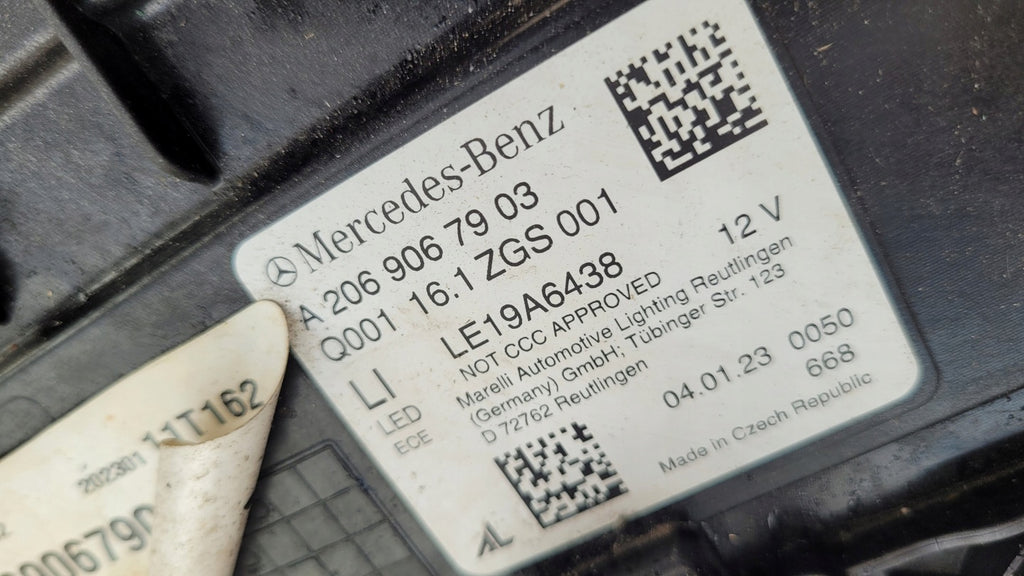 Mercedes-Benz
A 206 906 79 03
Q001 16.1 ZGS 001
LE19A6438 12 V
LI
LED
ECE
NOT CCC APPROVED
Marelli Automotive Lighting Reutlingen
(Germany) GmbH; Tübinger Str. 123
D 72762 Reutlingen
04.01.23 0050
668
Made in Czech Republic
AL
11T162
202301